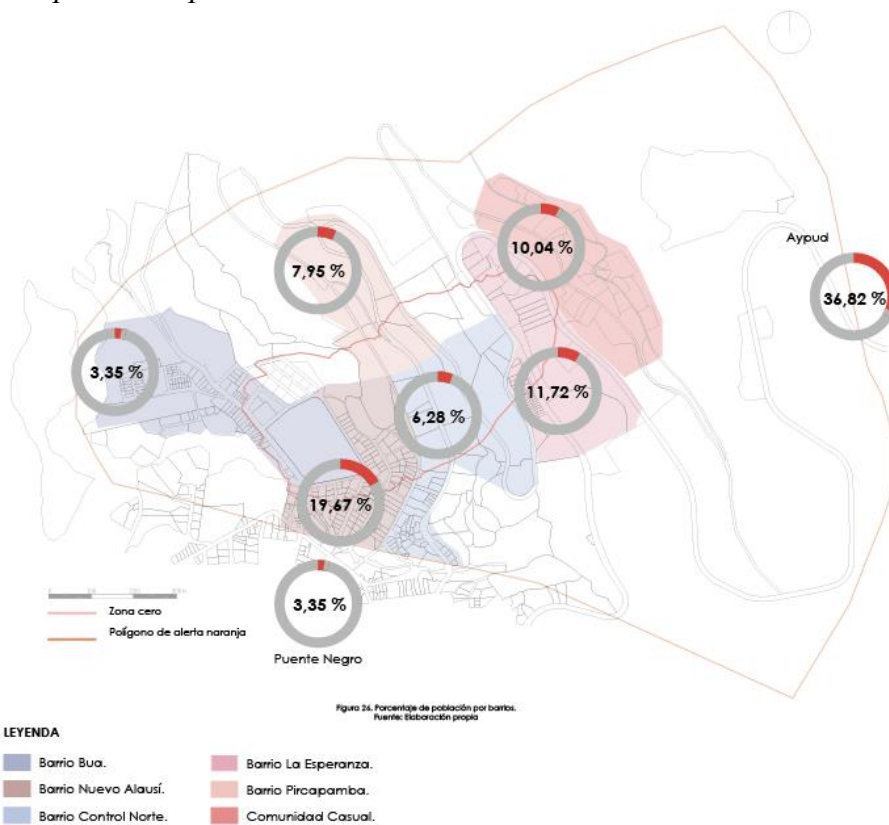 10,04 %
Aypud
7,95 %
36,82 %
3,35 %
11,72 %
6,28 %
19,67 %
Zona cero
3,35 %
Polígono de alerta naranja
Puente Negro
Figura 26. Porcentaje de población por barrios.
Fuente: Elaboración propia
LEYENDA
Barrio Bua.
Barrio La Esperanza.
Barrio Nuevo Alausí.
Barrio Pircapamba.
Barrio Control Norte.
Comunidad Casual.